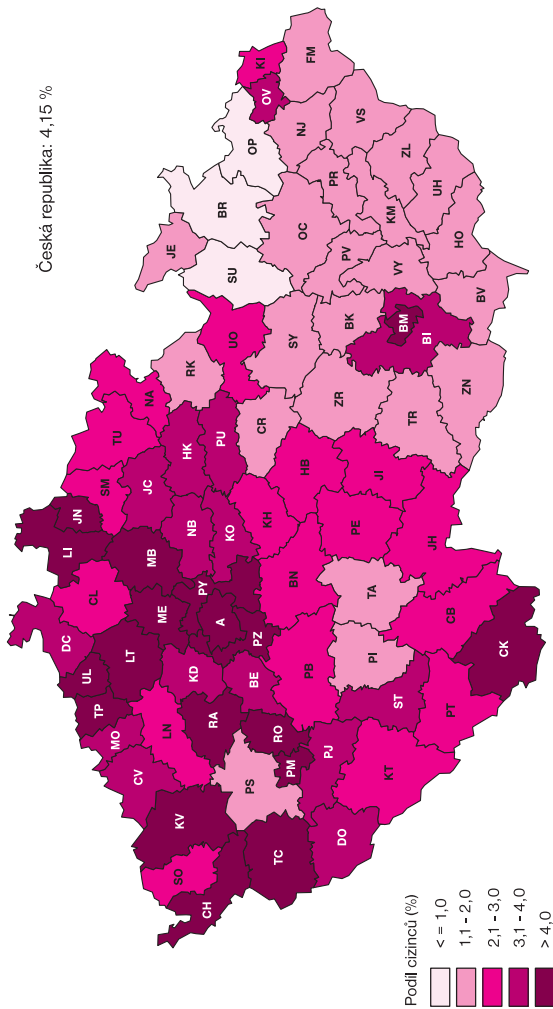 Česká republika: 4,15 %
DC
LI
JN
UL
CL
TP
SM
MO
TU
LT
CV
JC
NA
MB
ME
LN
JE
SO
KV
HK
RK
NB
KD
PY
CH
RA
A
PU
BR
KO
SU
UO
PS
OP
BE
PZ
KI
CR
OV
KH
RO
TC
PM
BN
SY
NJ
OC
HB
PB
FM
PJ
PR
ZR
DO
PV
BK
PE
VS
TA
PI
JI
KT
KM
ST
VY
BM
ZL
TR
BI
JH
UH
PT
CB
HO
ZN
BV
CK
Podíl cizinců (%)
< = 1,0
1,1 - 2,0
2,1 - 3,0
3,1 - 4,0
> 4,0